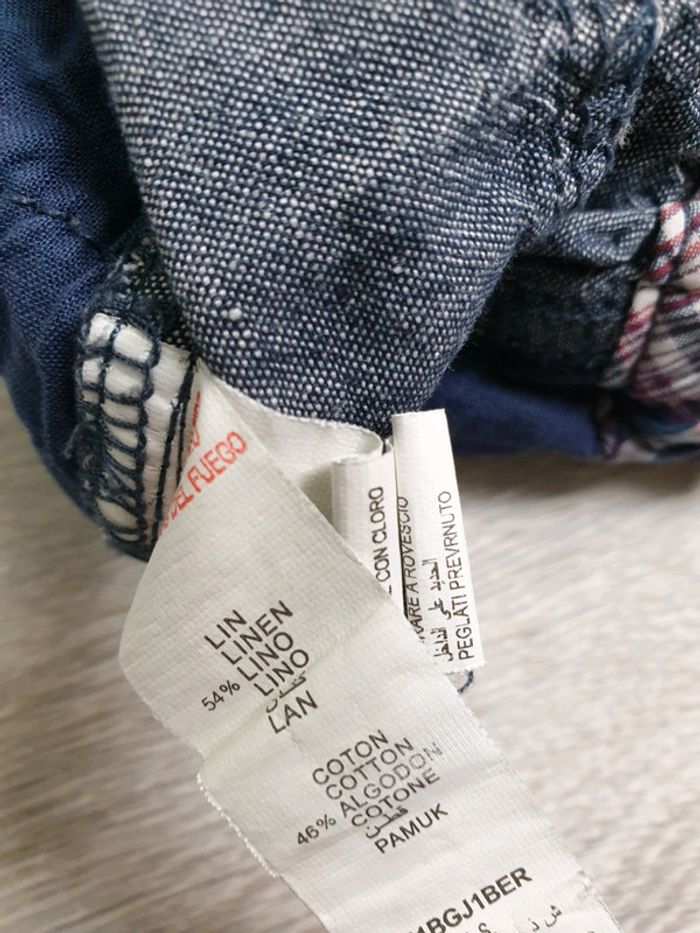 DEL FUEGO
CON CLORO
A ROVESCIO
الحديد على الداخل
PEGLATI PREVRNUTO
LIN
LINEN
54% LINO
LINO
كتان
LAN
COTON
COTTON
46% ALGODON
COTONE
قطن
PAMUK
1BGJ1BER